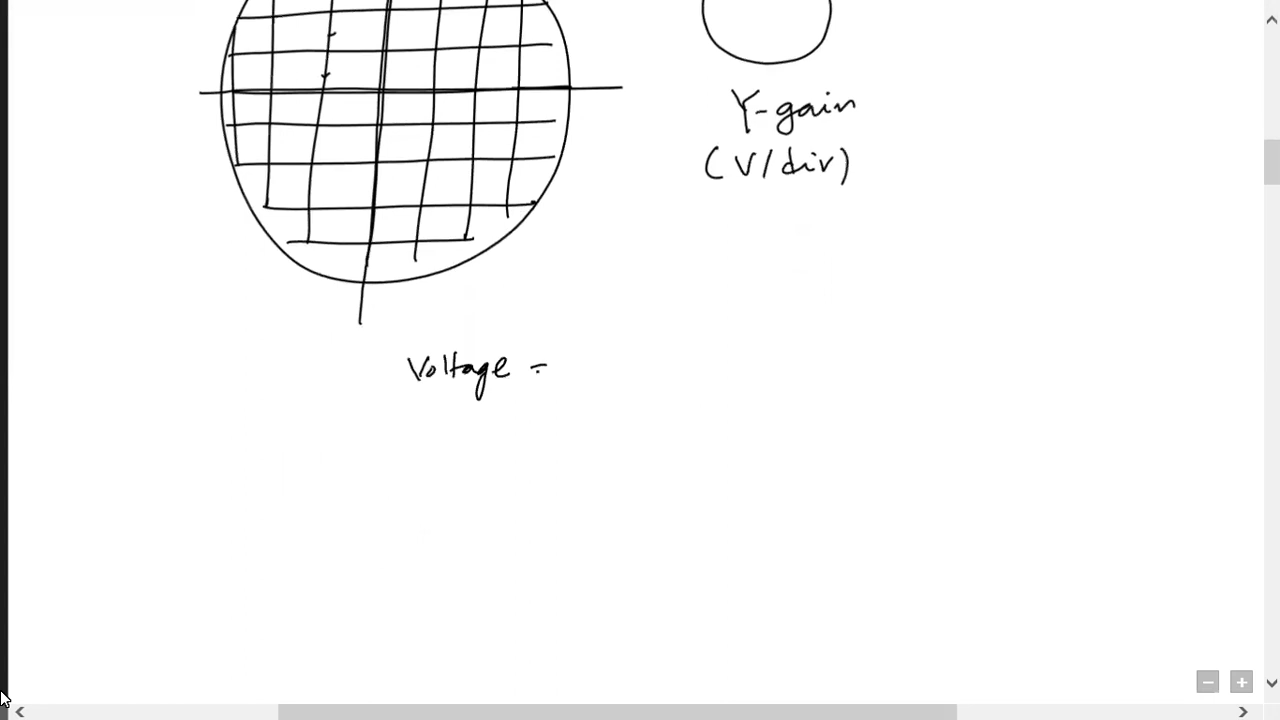 Y-gain
(V/div)
Voltage =